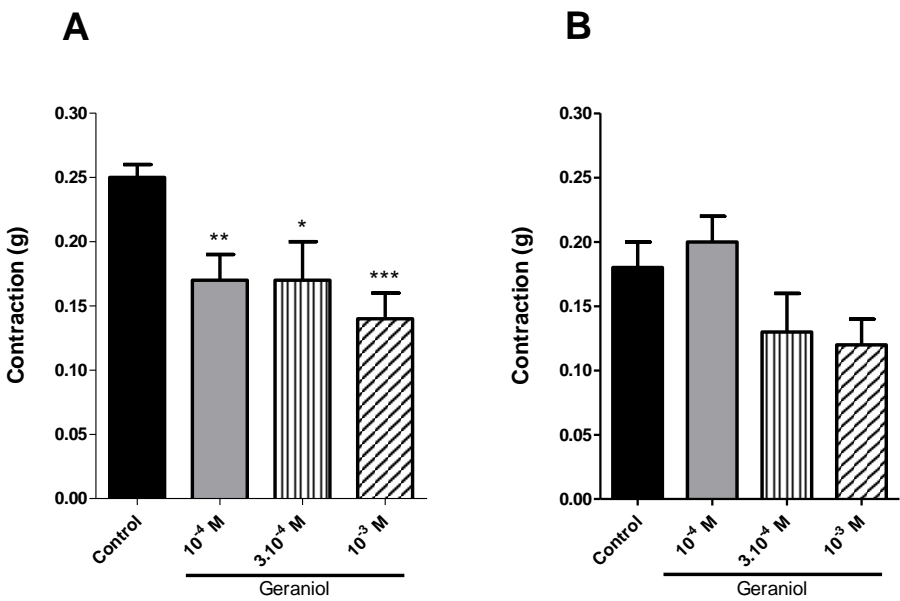 A
Contraction (g)
0.30
0.25
0.20
0.15
0.10
0.05
0.00
**
*
***
Control
10⁻⁴ M
3.10⁻⁴ M
10⁻³ M
Geraniol
B
Contraction (g)
0.30
0.25
0.20
0.15
0.10
0.05
0.00
Control
10⁻⁴ M
3.10⁻⁴ M
10⁻³ M
Geraniol